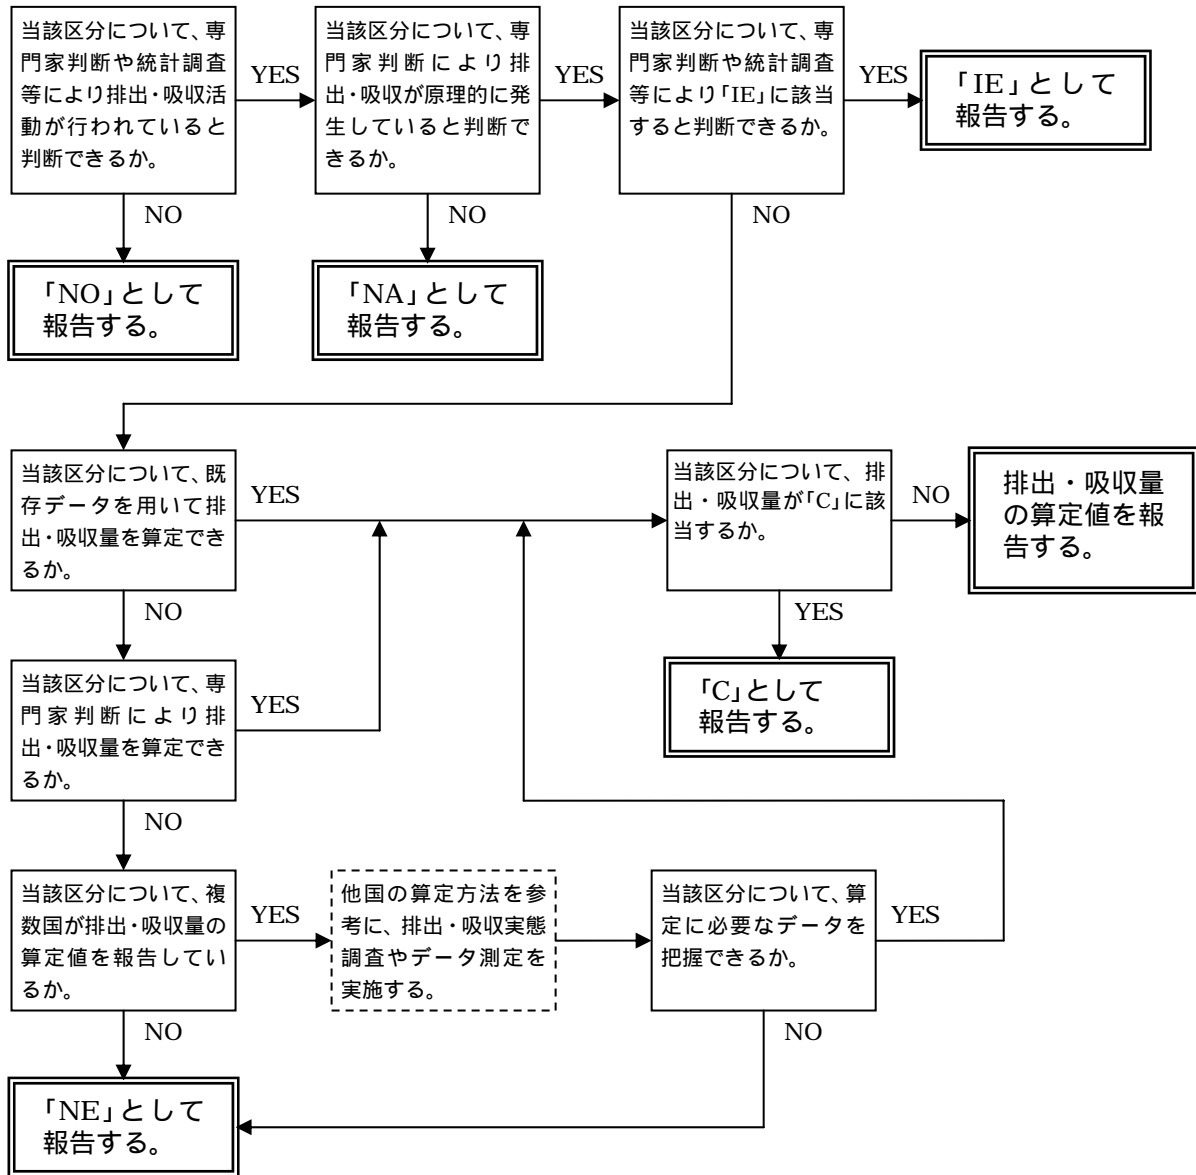 当該区分について、専
門家判断や統計調査
等により排出・吸収活
動が行われていると
判断できるか。
YES
当該区分について、専
門家判断により排
出・吸収が原理的に発
生していると判断で
きるか。
YES
当該区分について、専
門家判断や統計調査
等により「IE」に該当
すると判断できるか。
YES
「IE」として
報告する。
NO
NO
NO
「NO」として
報告する。
「NA」として
報告する。
当該区分について、既
存データを用いて排
出・吸収量を算定でき
るか。
YES
当該区分について、排
出・吸収量が「C」に該
当するか。
NO
排出・吸収量
の算定値を報
告する。
NO
YES
当該区分について、専
門家判断により排
出・吸収量を算定でき
るか。
YES
「C」として
報告する。
NO
当該区分について、複
数国が排出・吸収量の
算定値を報告してい
るか。
YES
他国の算定方法を参
考に、排出・吸収実態
調査やデータ測定を
実施する。
当該区分について、算
定に必要なデータを
把握できるか。
YES
NO
NO
「NE」として
報告する。